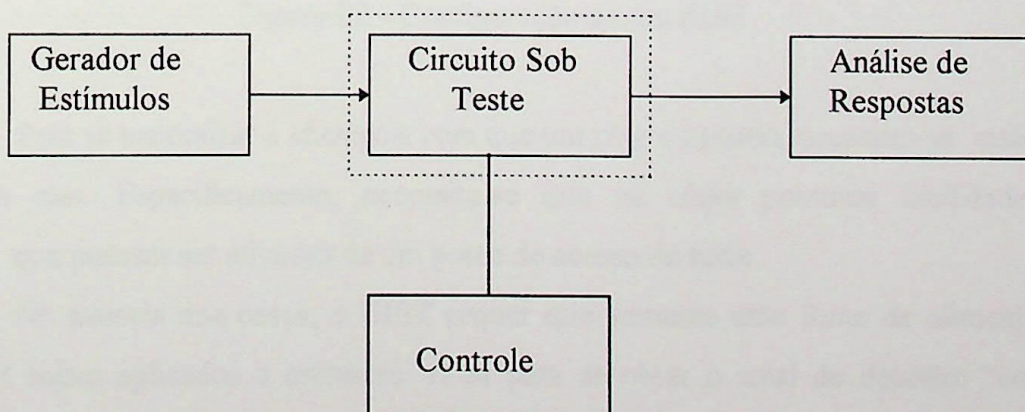 Gerador de
Estímulos
Circuito Sob
Teste
Análise de
Respostas
Controle